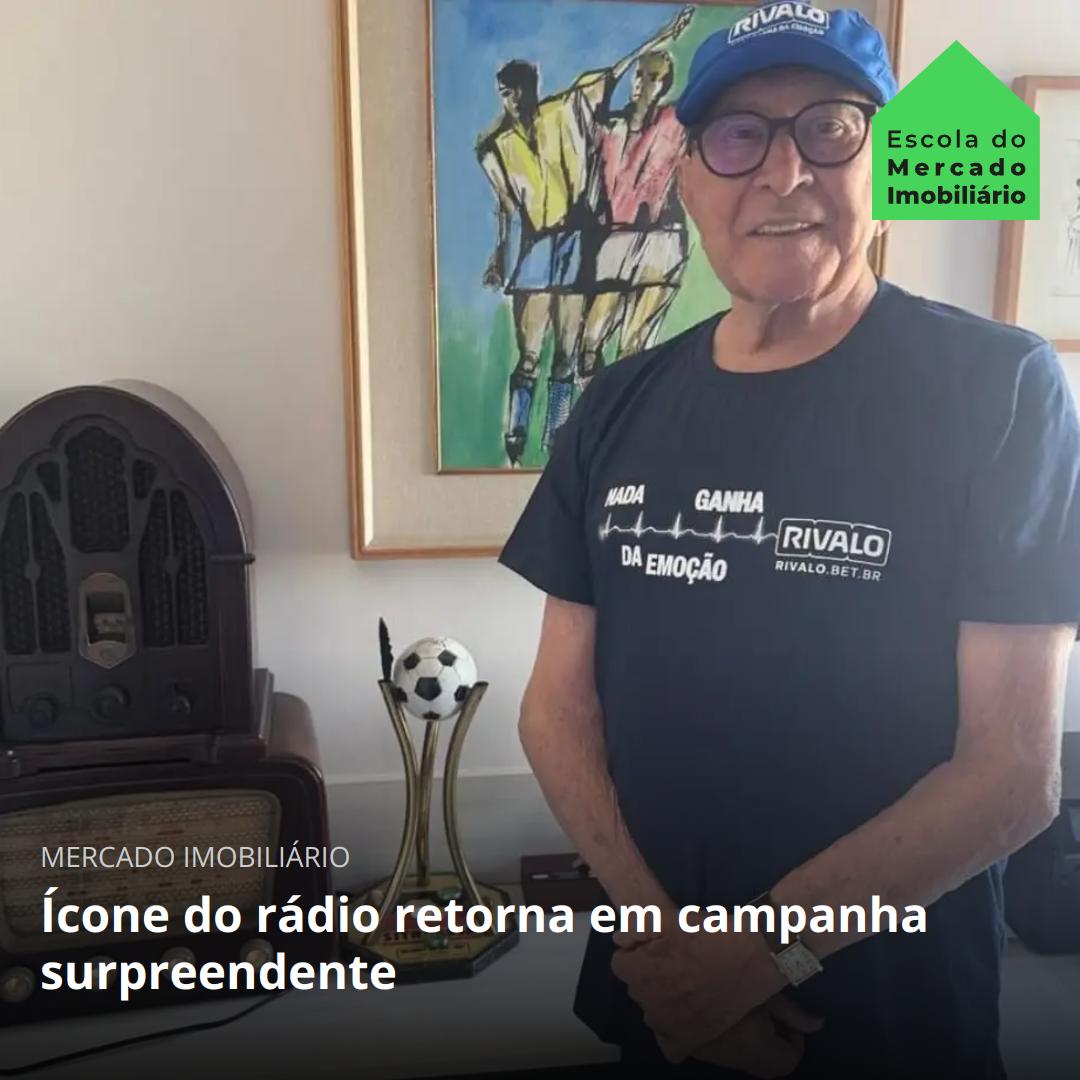 RIVALO
Escola do
Mercado
Imobiliário
NADA GANHA
DA EMOÇÃO
RIVALO
RIVALO.BET.BR
MERCADO IMOBILIÁRIO
Ícone do rádio retorna em campanha
surpreendente